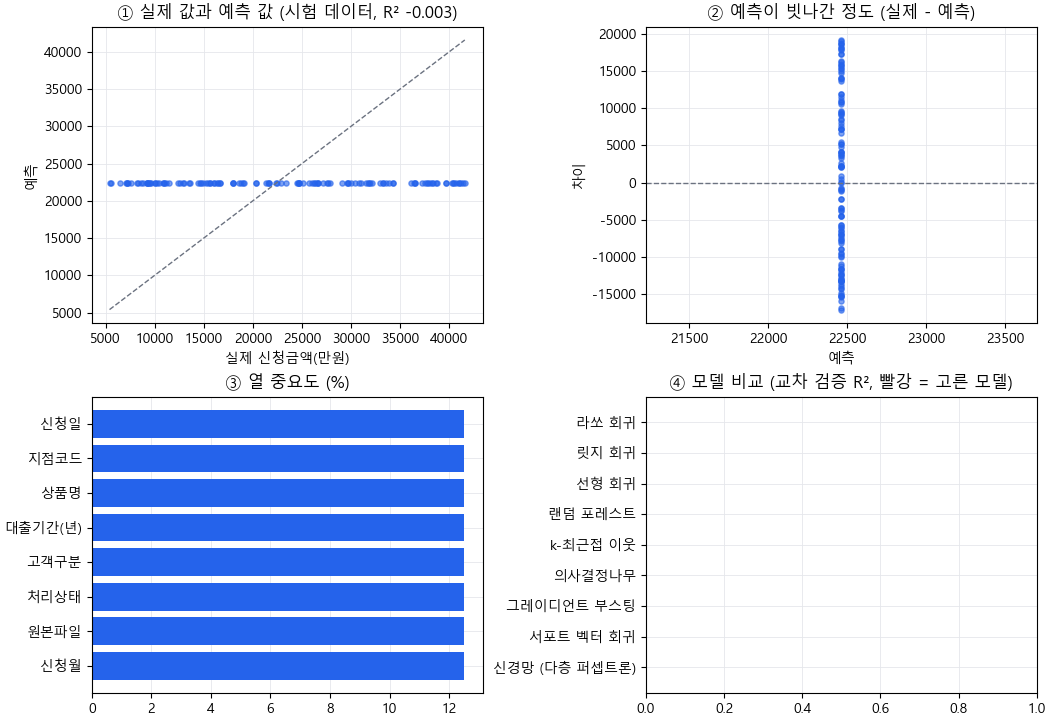 ① 실제 값과 예측 값 (시험 데이터, R² -0.003)
40000
35000
30000
25000
20000
15000
10000
5000
예측
5000 10000 15000 20000 25000 30000 35000 40000
실제 신청금액(만원)
② 예측이 빗나간 정도 (실제 - 예측)
20000
15000
10000
5000
0
-5000
-10000
-15000
차이
21500 22000 22500 23000 23500
예측
③ 열 중요도 (%)
신청일
지점코드
상품명
대출기간(년)
고객구분
처리상태
원본파일
신청월
0 2 4 6 8 10 12
④ 모델 비교 (교차 검증 R², 빨강 = 고른 모델)
라쏘 회귀
릿지 회귀
선형 회귀
랜덤 포레스트
k-최근접 이웃
의사결정나무
그레이디언트 부스팅
서포트 벡터 회귀
신경망 (다층 퍼셉트론)
0.0 0.2 0.4 0.6 0.8 1.0